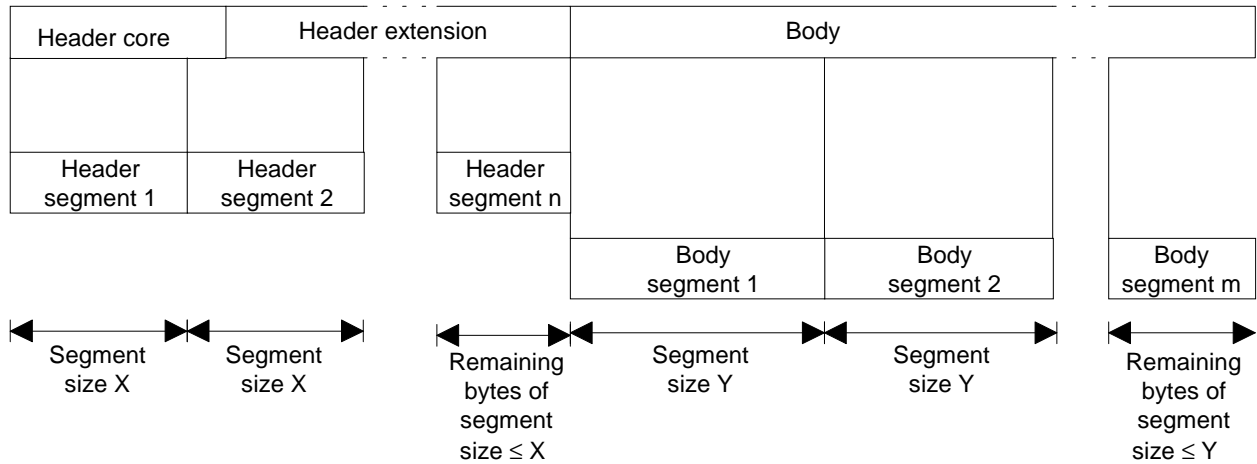 Header core
Header extension
Body
Header
segment 1
Header
segment 2
Header
segment n
Body
segment 1
Body
segment 2
Body
segment m
Segment
size X
Segment
size X
Remaining
bytes of
segment
size ≤ X
Segment
size Y
Segment
size Y
Remaining
bytes of
segment
size ≤ Y